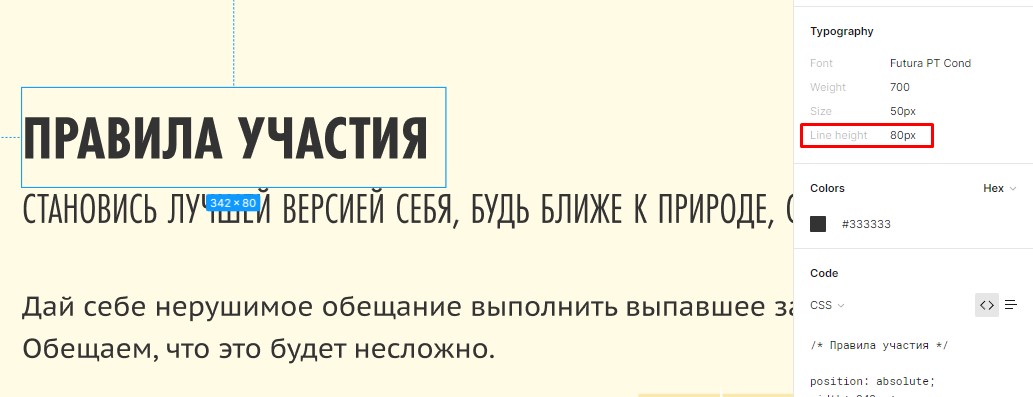 ПРАВИЛА УЧАСТИЯ
342 × 80
СТАНОВИСЬ ЛУЧШЕЙ ВЕРСИЕЙ СЕБЯ, БУДЬ БЛИЖЕ К ПРИРОДЕ,
Дай себе нерушимое обещание выполнить выпавшее
Обещаем, что это будет несложно.
Typography
Font Futura PT Cond
Weight 700
Size 50px
Line height 80px
Colors Hex
#333333
Code
CSS
/* Правила участия */
position: absolute;